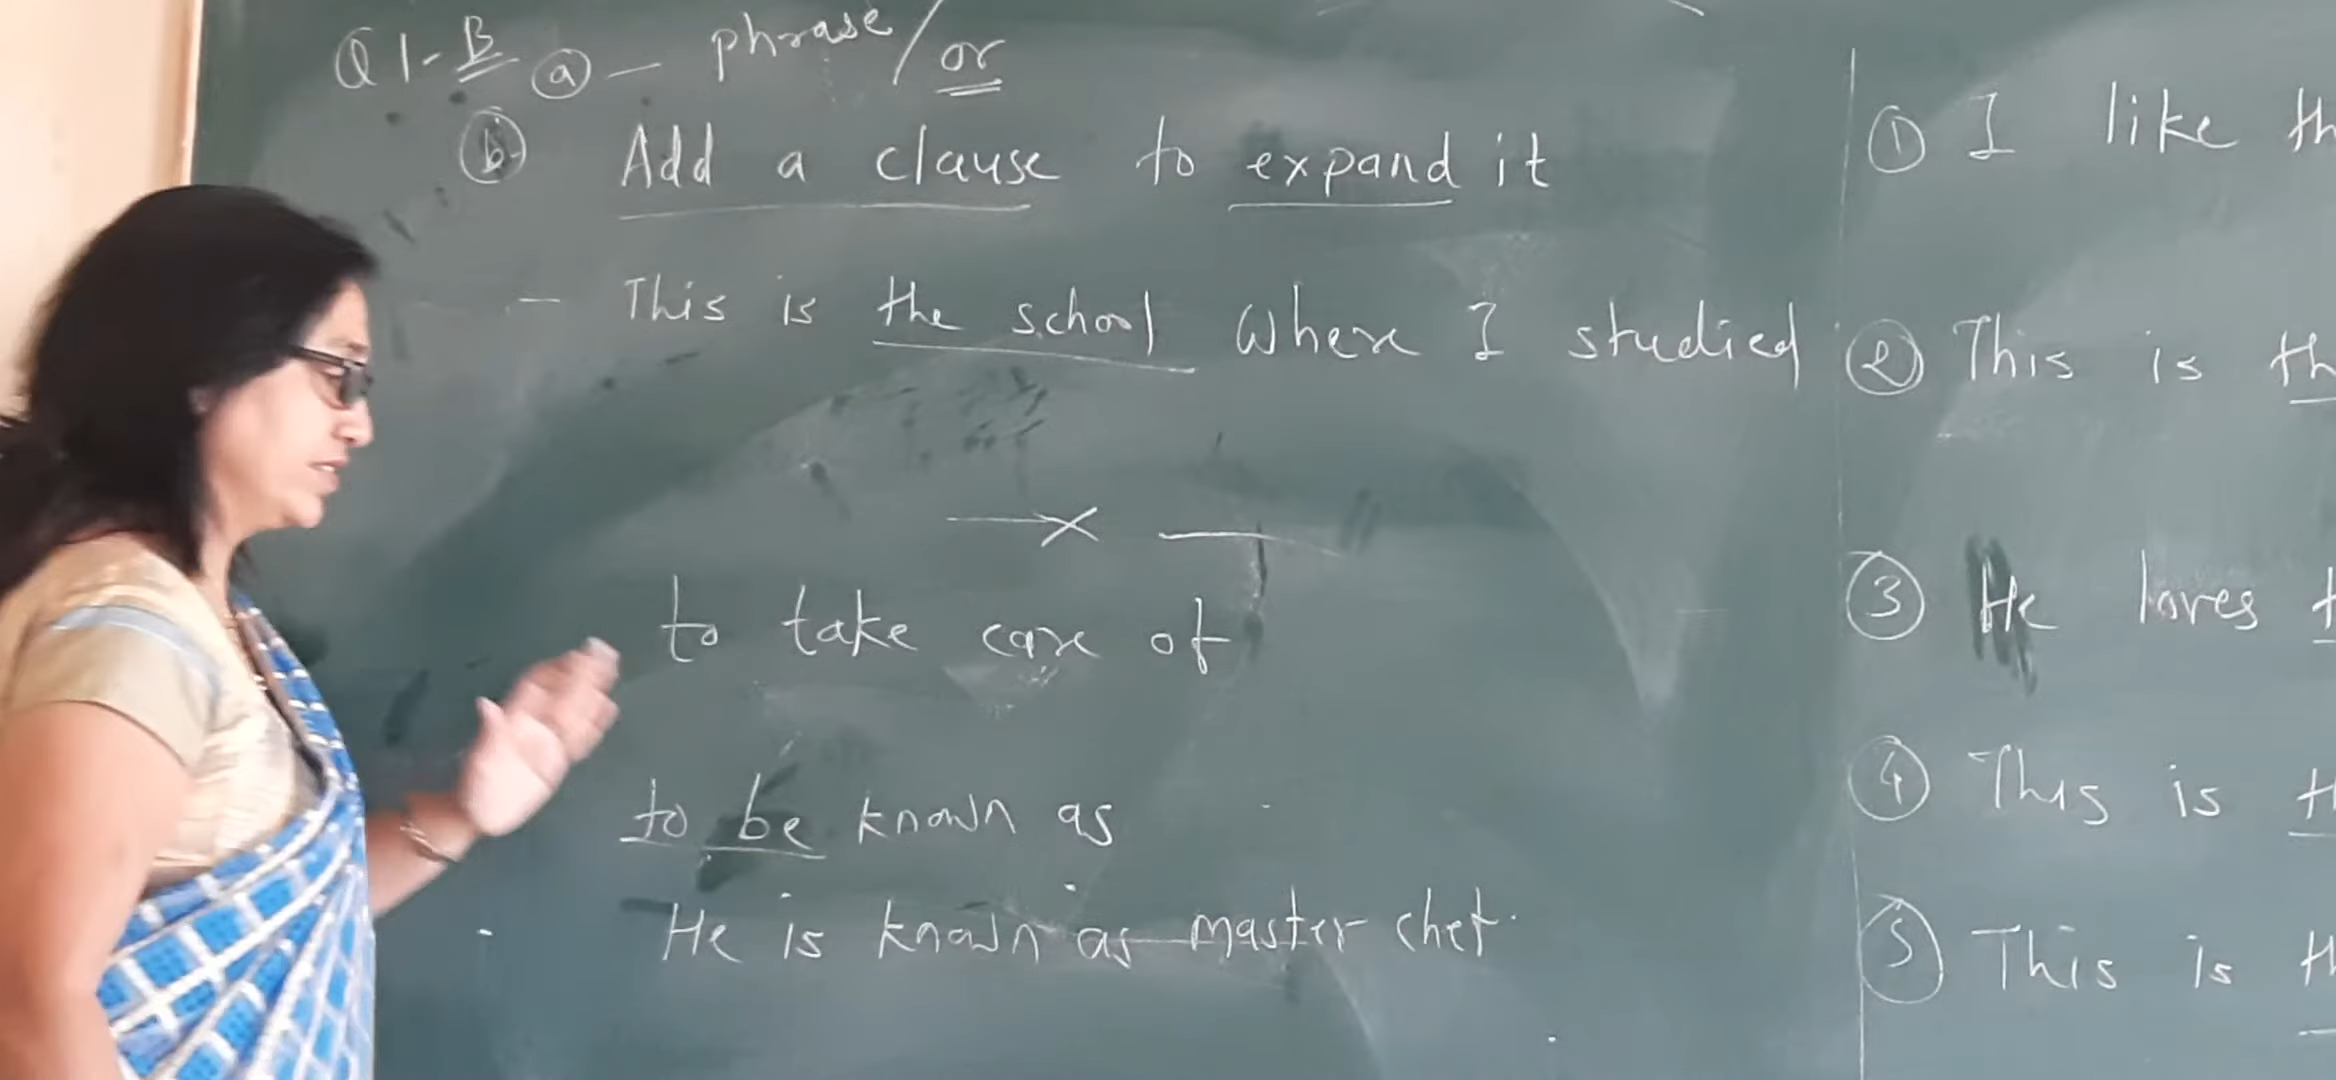 Q1-B (a) — phrase / or
(b) Add a clause to expand it
- This is the school where I studied
to take care of
to be known as
He is known as master chef.
(1) I like
(2) This is
(3) He loves
(4) This is
(5) This is